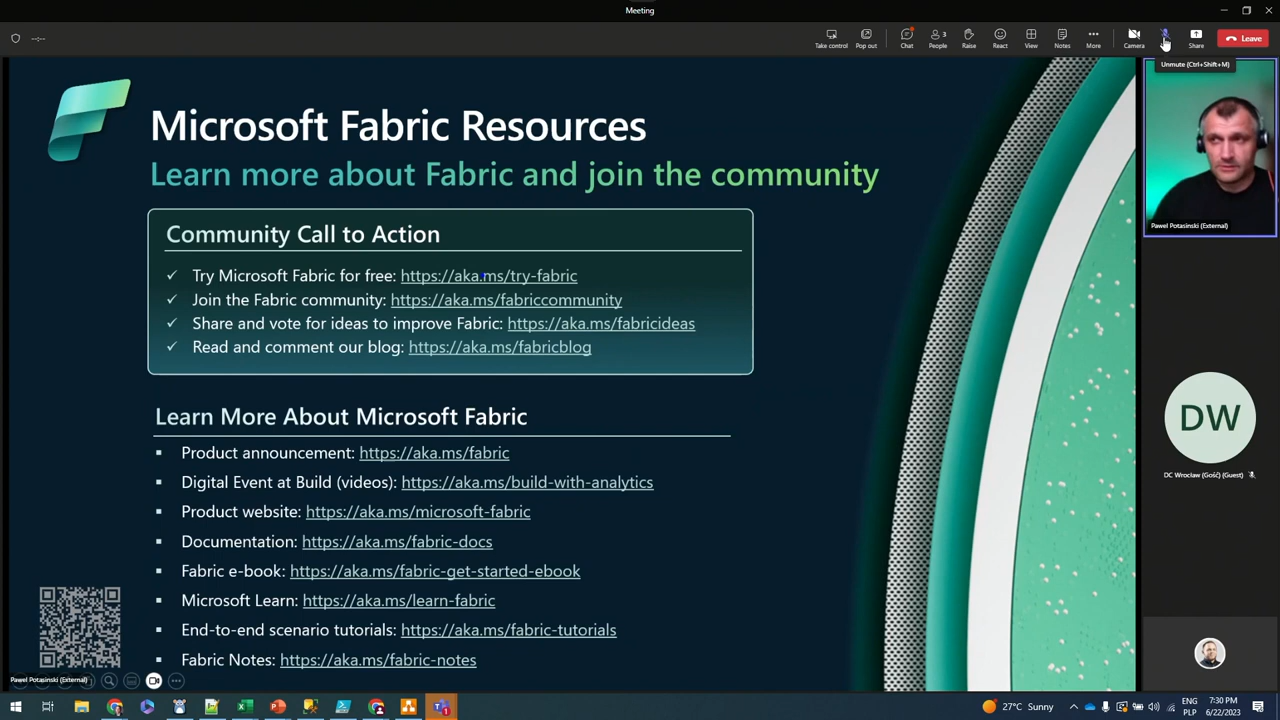 Meeting
--:--
Take control
Pop out
Chat
People
3
Raise
React
View
Notes
More
Camera
Share
Leave
Unmute (Ctrl+Shift+M)
Microsoft Fabric Resources
Learn more about Fabric and join the community
Community Call to Action
✓ Try Microsoft Fabric for free: https://aka.ms/try-fabric
✓ Join the Fabric community: https://aka.ms/fabriccommunity
✓ Share and vote for ideas to improve Fabric: https://aka.ms/fabricideas
✓ Read and comment our blog: https://aka.ms/fabricblog
Learn More About Microsoft Fabric
▪ Product announcement: https://aka.ms/fabric
▪ Digital Event at Build (videos): https://aka.ms/build-with-analytics
▪ Product website: https://aka.ms/microsoft-fabric
▪ Documentation: https://aka.ms/fabric-docs
▪ Fabric e-book: https://aka.ms/fabric-get-started-ebook
▪ Microsoft Learn: https://aka.ms/learn-fabric
▪ End-to-end scenario tutorials: https://aka.ms/fabric-tutorials
▪ Fabric Notes: https://aka.ms/fabric-notes
Pawel Potasinski (External)
Pawel Potasinski (External)
DW
DC Wrocław (Gość) (Guest)
27°C Sunny
ENG
PLP
7:30 PM
6/22/2023